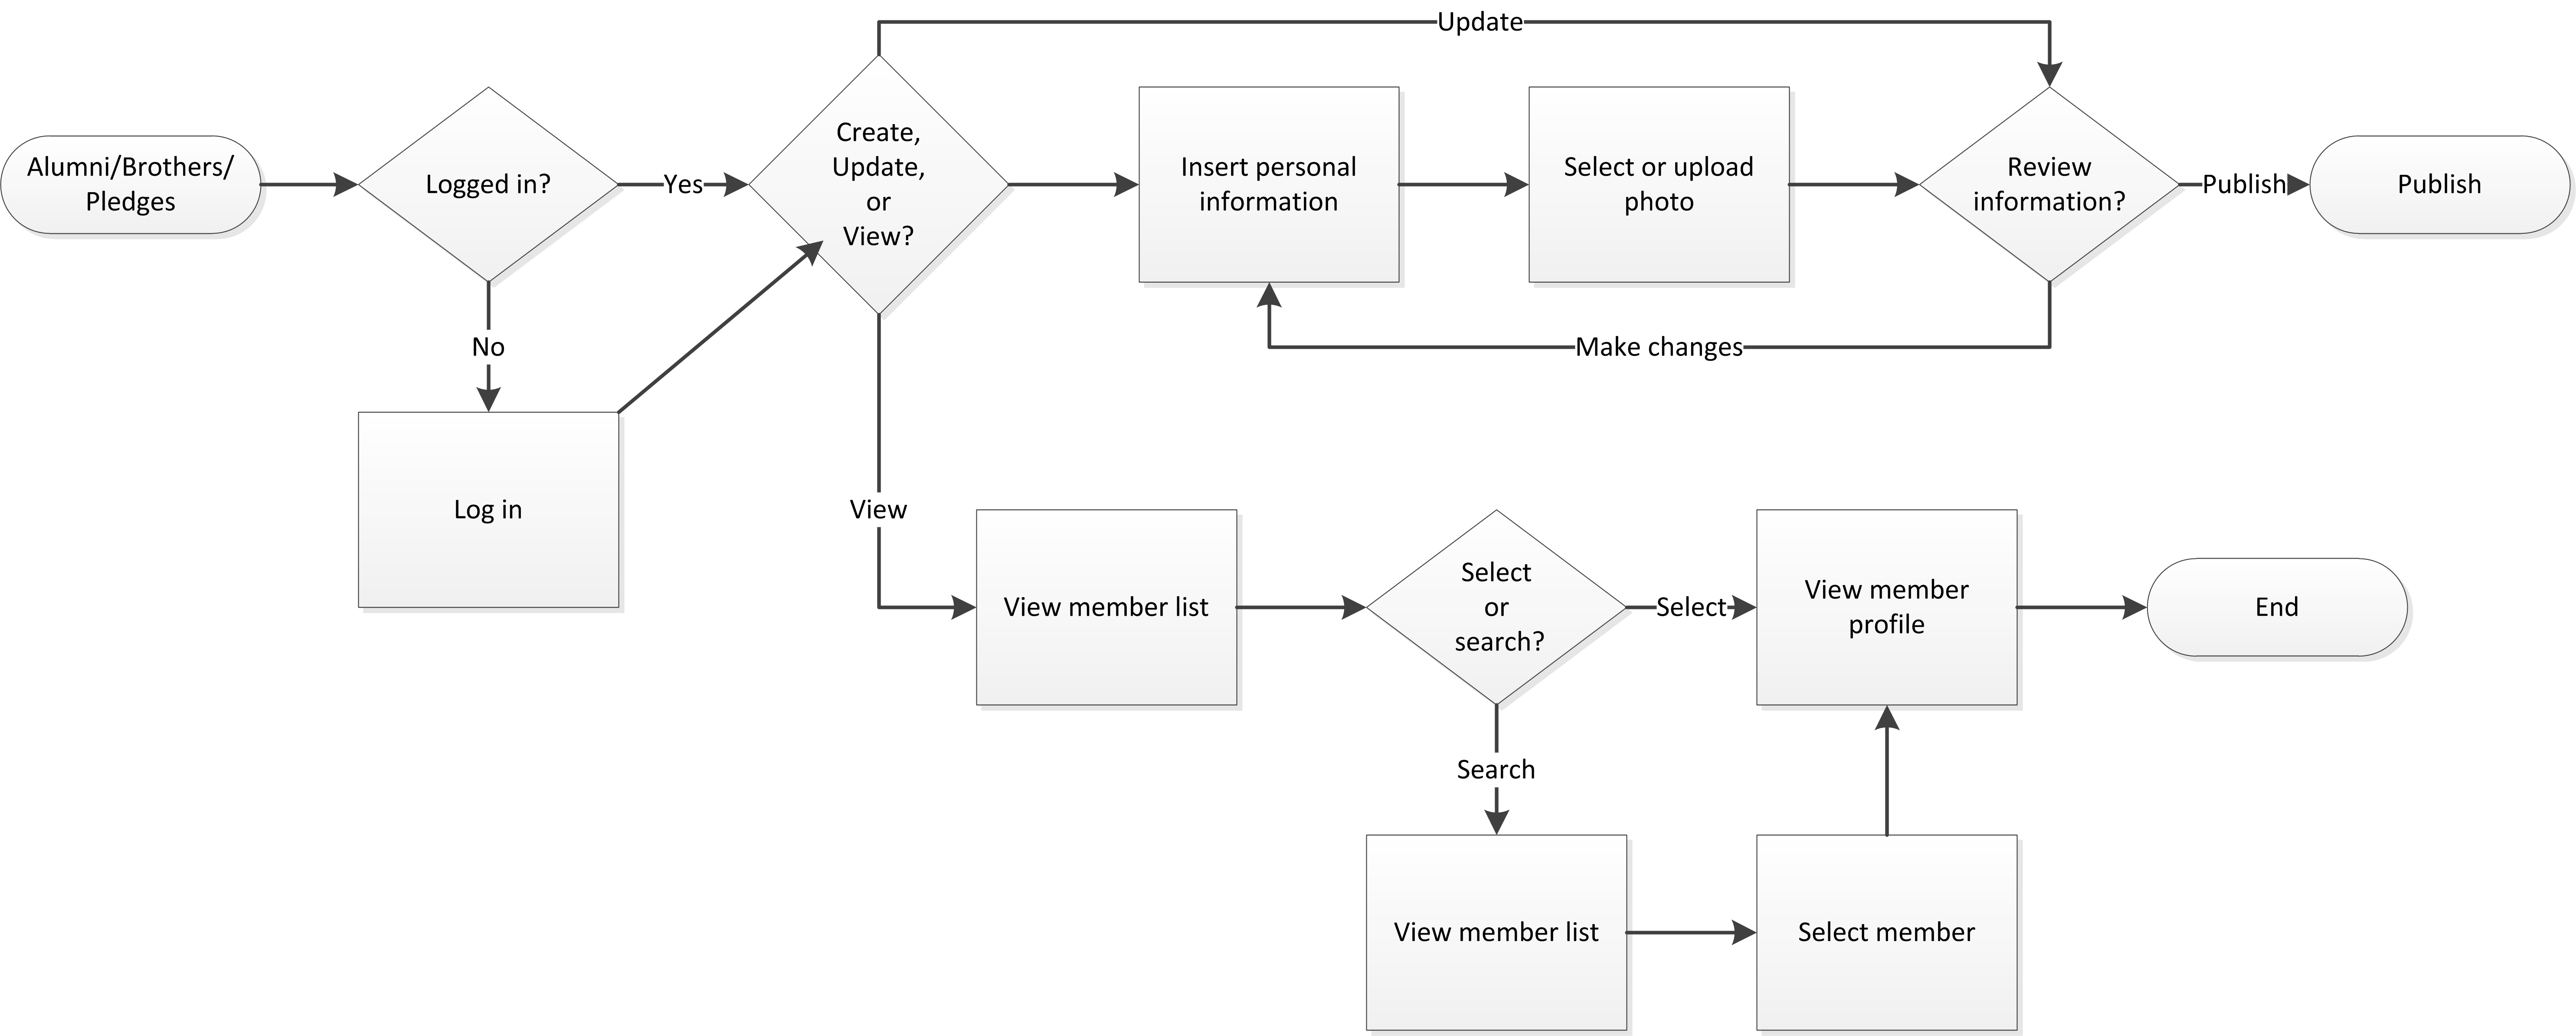 Update
Alumni/Brothers/
Pledges
Logged in?
Yes
Create,
Update,
or
View?
Insert personal
information
Select or upload
photo
Review
information?
Publish
Publish
No
Make changes
Log in
View
View member list
Select
or
search?
Select
View member
profile
End
Search
View member list
Select member